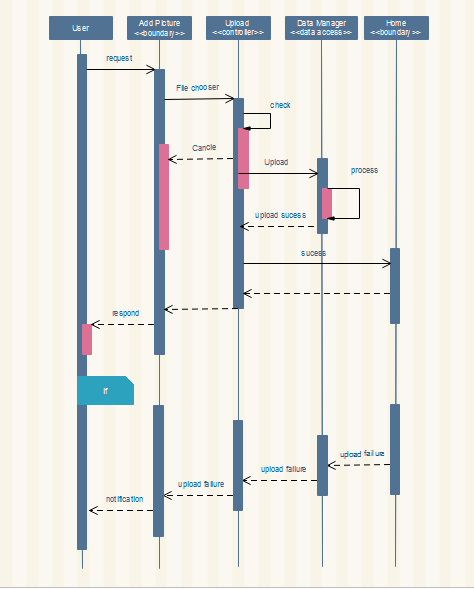 User
Add Picture
<<boundary>>
Upload
<<controller>>
Data Manager
<<data access>>
Home
<<boundary>>
request
File chooser
check
Cancle
Upload
process
upload sucess
sucess
respond
If
upload failure
upload failure
upload failure
notification